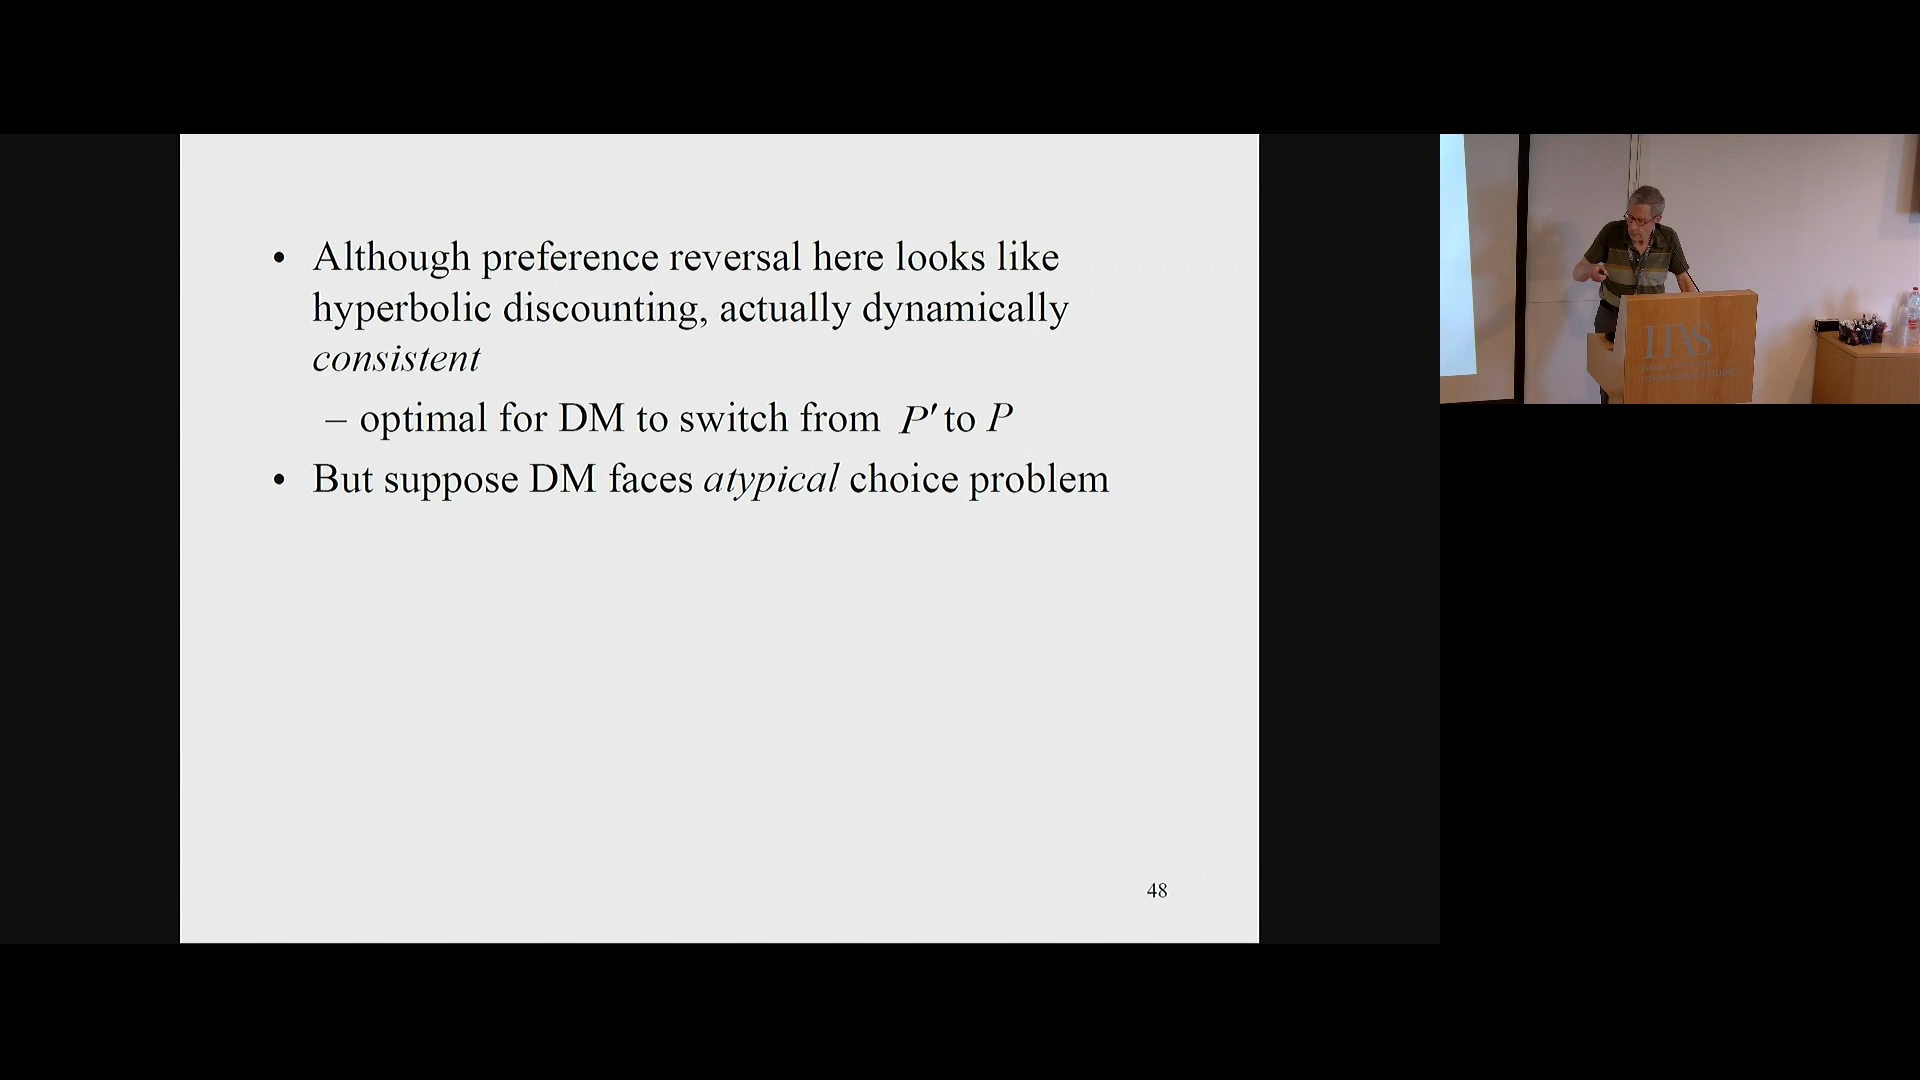 • Although preference reversal here looks like
hyperbolic discounting, actually dynamically
consistent
– optimal for DM to switch from P′ to P
• But suppose DM faces atypical choice problem
48
IIAS